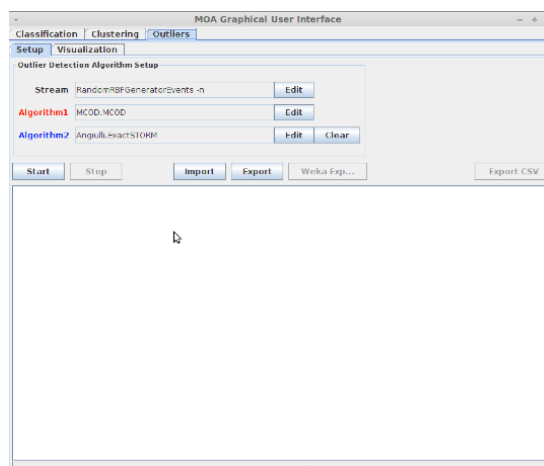 MOA Graphical User Interface
Classification Clustering Outliers
Setup Visualization
Outlier Detection Algorithm Setup
Stream RandomRBFGeneratorEvents -n Edit
Algorithm1 MCOD.MCOD Edit
Algorithm2 Angiulli.ExactSTORM Edit Clear
Start Stop Import Export Weka Exp... Export CSV